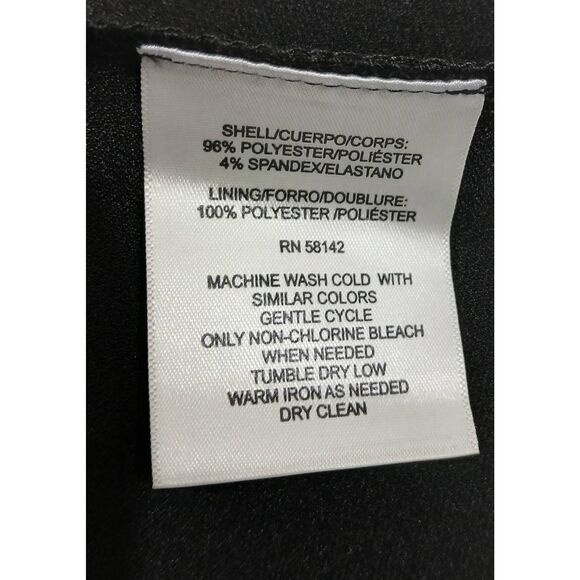 SHELL/CUERPO/CORPS:
96% POLYESTER/POLIÉSTER
4% SPANDEX/ELASTANO
LINING/FORRO/DOUBLURE:
100% POLYESTER /POLIÉSTER
RN 58142
MACHINE WASH COLD WITH
SIMILAR COLORS
GENTLE CYCLE
ONLY NON-CHLORINE BLEACH
WHEN NEEDED
TUMBLE DRY LOW
WARM IRON AS NEEDED
DRY CLEAN